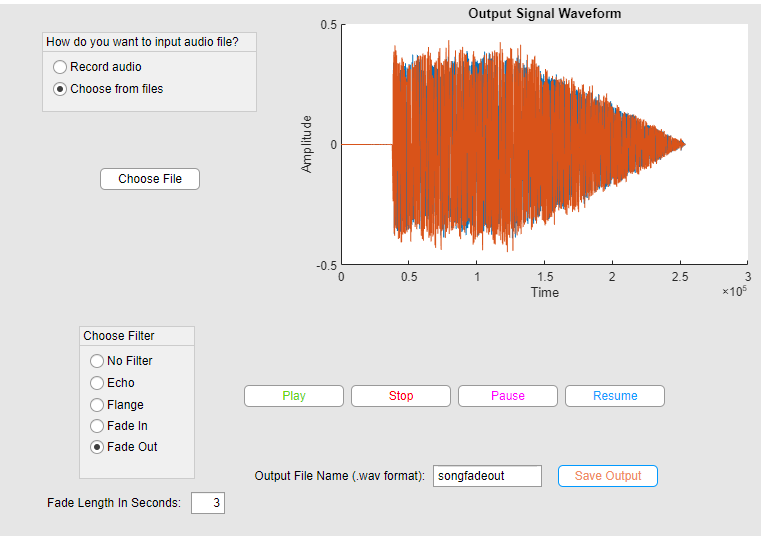 How do you want to input audio file?
Record audio
Choose from files
Choose File
Output Signal Waveform
Amplitude
0.5
0
-0.5
0 0.5 1 1.5 2 2.5 3
Time
×10⁵
Choose Filter
No Filter
Echo
Flange
Fade In
Fade Out
Play Stop Pause Resume
Output File Name (.wav format): songfadeout Save Output
Fade Length In Seconds: 3